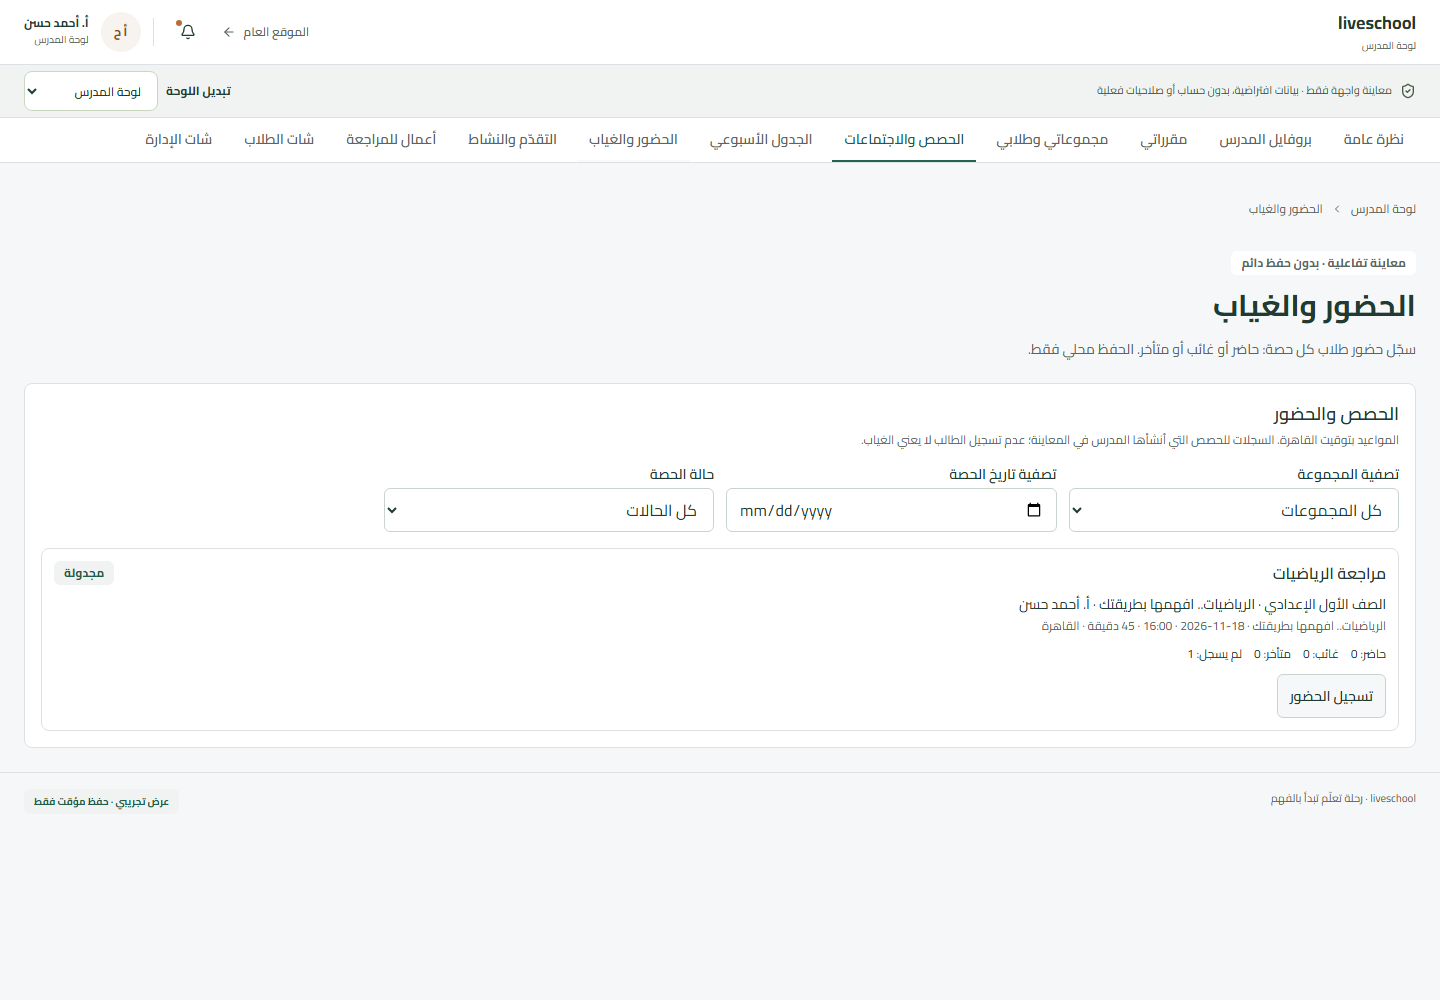 liveschool
لوحة المدرس
الموقع العام
أ ح
أ. أحمد حسن
لوحة المدرس
معاينة واجهة فقط · بيانات افتراضية، بدون حساب أو صلاحيات فعلية
تبديل اللوحة
لوحة المدرس
نظرة عامة
بروفايل المدرس
مقرراتي
مجموعاتي وطلابي
الحصص والاجتماعات
الجدول الأسبوعي
الحضور والغياب
التقدّم والنشاط
أعمال للمراجعة
شات الطلاب
شات الإدارة
لوحة المدرس
الحضور والغياب
معاينة تفاعلية · بدون حفظ دائم
الحضور والغياب
سجّل حضور طلاب كل حصة: حاضر أو غائب أو متأخر. الحفظ محلي فقط.
الحصص والحضور
المواعيد بتوقيت القاهرة. السجلات للحصص التي أنشأها المدرس في المعاينة؛ عدم تسجيل الطالب لا يعني الغياب.
تصفية المجموعة
كل المجموعات
تصفية تاريخ الحصة
mm/dd/yyyy
حالة الحصة
كل الحالات
مراجعة الرياضيات
مجدولة
الصف الأول الإعدادي · الرياضيات.. افهمها بطريقتك · أ. أحمد حسن
الرياضيات.. افهمها بطريقتك · 2026-11-18 · 16:00 · 45 دقيقة · القاهرة
حاضر: 0 غائب: 0 متأخر: 0 لم يسجل: 1
تسجيل الحضور
liveschool · رحلة تعلّم تبدأ بالفهم
عرض تجريبي · حفظ مؤقت فقط